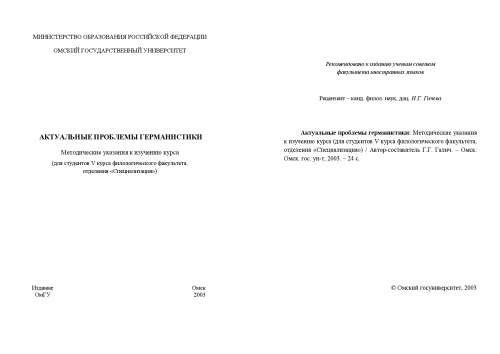 МИНИСТЕРСТВО ОБРАЗОВАНИЯ РОССИЙСКОЙ ФЕДЕРАЦИИ
ОМСКИЙ ГОСУДАРСТВЕННЫЙ УНИВЕРСИТЕТ
АКТУАЛЬНЫЕ ПРОБЛЕМЫ ГЕРМАНИСТИКИ
Методические указания к изучению курса
(для студентов V курса филологического факультета,
отделения «Специализация»)
Издание
ОмГУ
Омск
2003
Рекомендовано к изданию ученым советом
факультета иностранных языков
Рецензент – канд. филол. наук, доц. Н.Г. Гичева
Актуальные проблемы германистики: Методические указания
к изучению курса (для студентов V курса филологического факультета,
отделения «Специализация») / Автор-составитель Г.Г. Галич. – Омск:
Омск. гос. ун-т, 2003. – 24 с.
© Омский госуниверситет, 2003